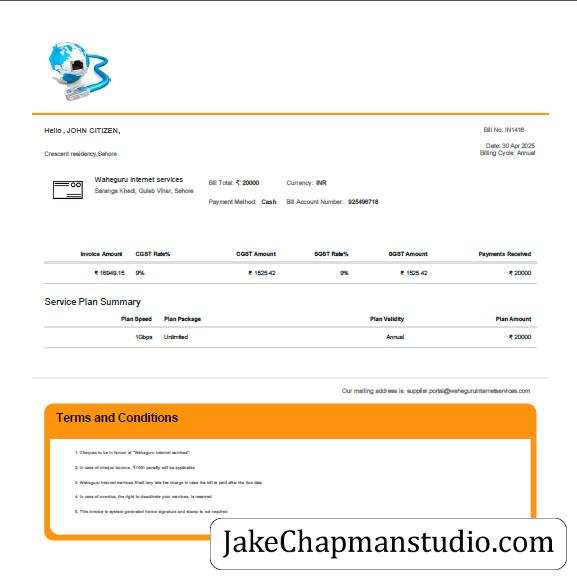 Hello , JOHN CITIZEN,
Bill No: IN1416
Date: 30 Apr 2025
Crescent residency,Sehore
Billing Cycle: Annual
Waheguru internet services
Saranga Khedi, Gulab Vihar, Sehore
Bill Total: ₹ 20000 Currency: INR
Payment Method: Cash Bill Account Number: 925496718
Invoice Amount CGST Rate% CGST Amount SGST Rate% SGST Amount Payments Received
₹ 16949.15 9% ₹ 1525.42 9% ₹ 1525.42 ₹ 20000
Service Plan Summary
Plan Speed Plan Package Plan Validity Plan Amount
1Gbps Unlimited Annual ₹ 20000
Our mailing address is: supplier.portal@waheguruinternetservices.com
Terms and Conditions
1. Cheques to be in favour of "Waheguru internet services".
2. In case of cheque bounce, ₹100/- penalty will be applicable.
3. Waheguru internet services Shall levy late fee charge in case the bill is paid after the due date
4. In case of overdue, the right to deactivate your services, is reserved.
5. This invoice is system generated hence signature and stamp is not required
JakeChapmanstudio.com